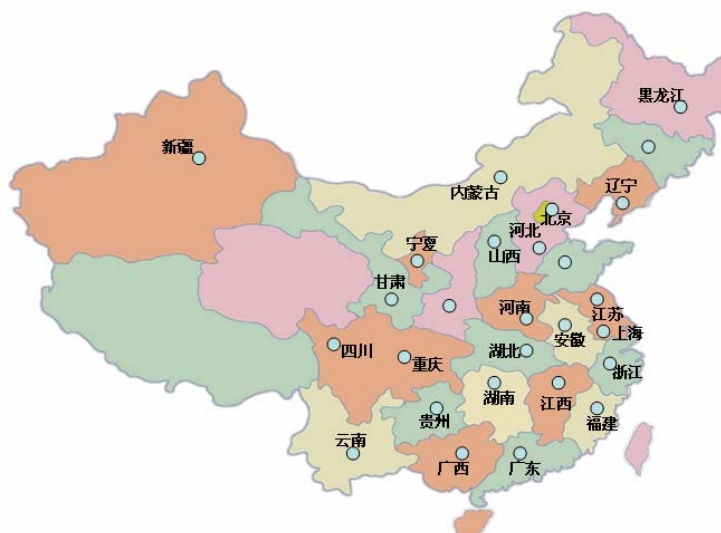 黑龙江
新疆
内蒙古
辽宁
北京
河北
宁夏
山西
甘肃
河南
江苏
上海
安徽
四川
重庆
湖北
浙江
湖南
江西
贵州
福建
云南
广西
广东